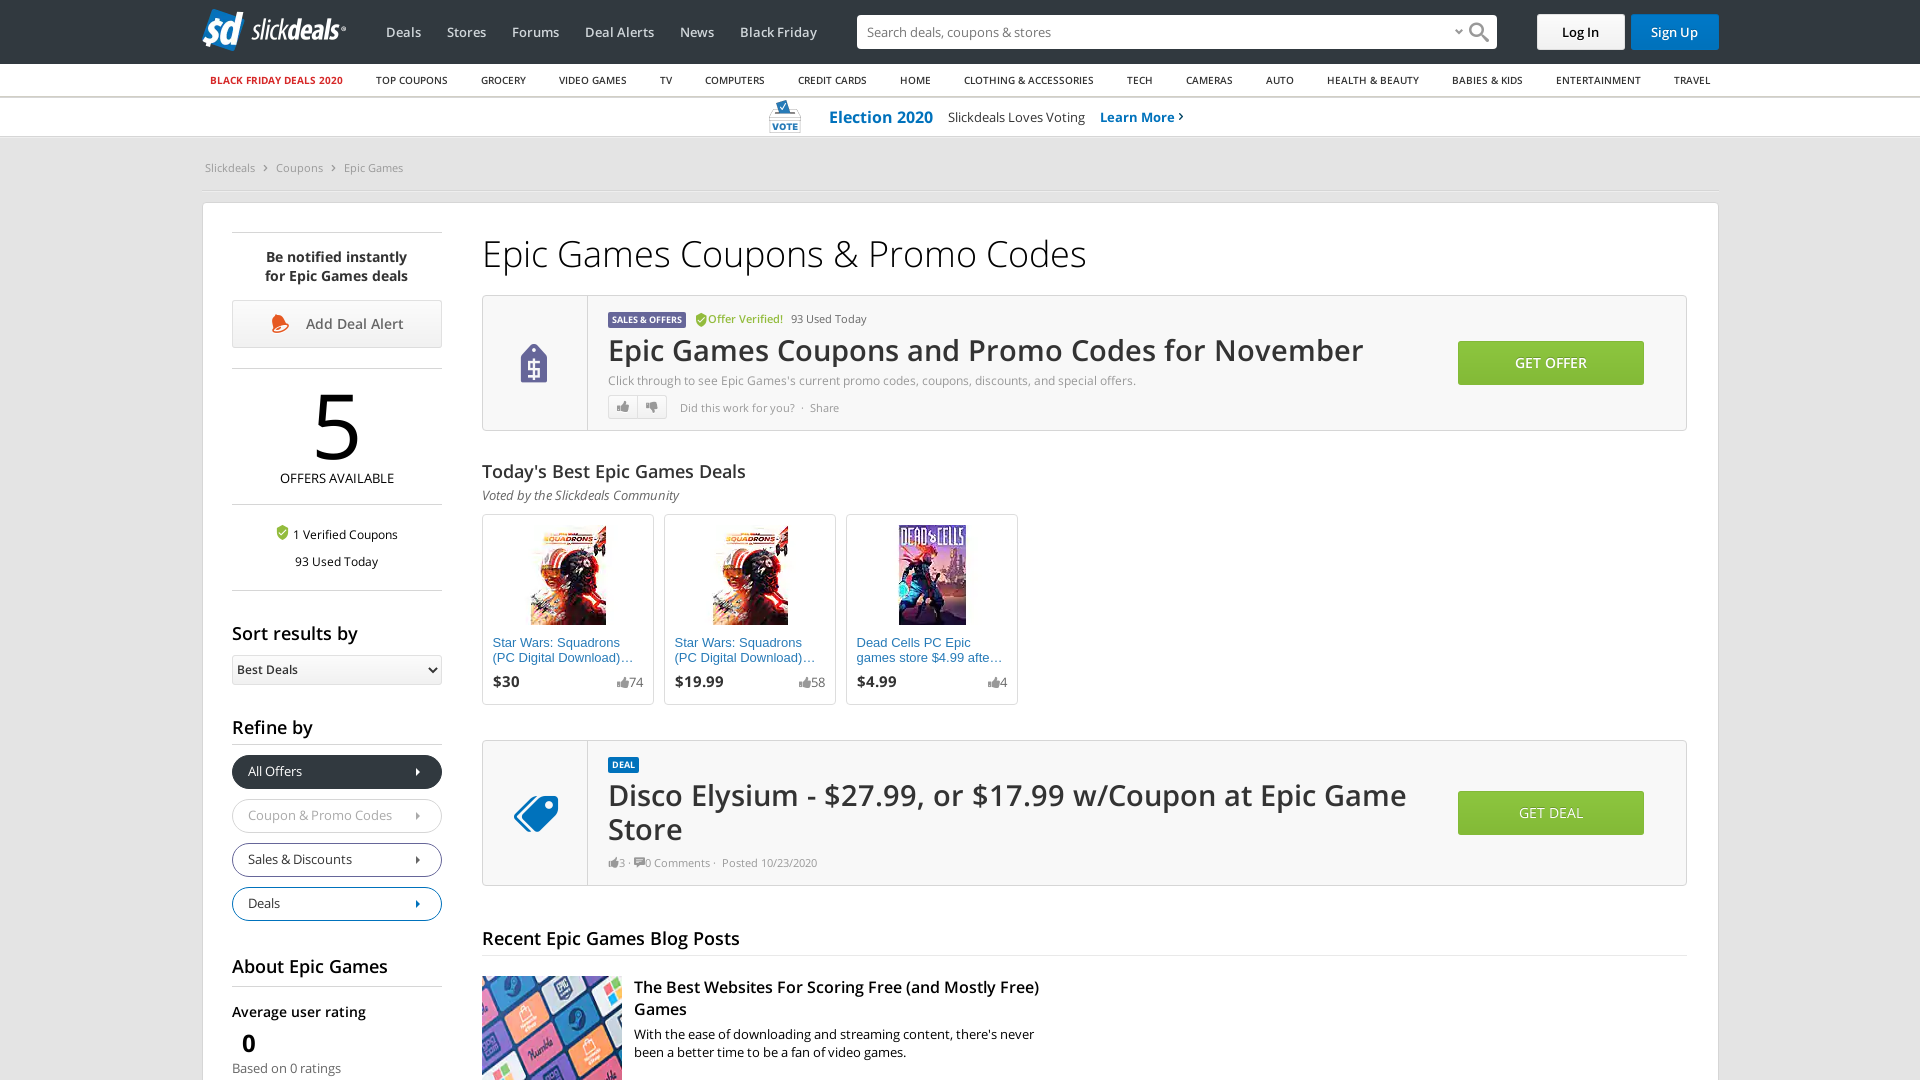 slickdeals
Deals Stores Forums Deal Alerts News Black Friday
Search deals, coupons & stores
Log In
Sign Up
BLACK FRIDAY DEALS 2020 TOP COUPONS GROCERY VIDEO GAMES TV COMPUTERS CREDIT CARDS HOME CLOTHING & ACCESSORIES TECH CAMERAS AUTO HEALTH & BEAUTY BABIES & KIDS ENTERTAINMENT TRAVEL
VOTE
Election 2020 Slickdeals Loves Voting Learn More
Slickdeals Coupons Epic Games
Be notified instantly
for Epic Games deals
Add Deal Alert
5
OFFERS AVAILABLE
1 Verified Coupons
93 Used Today
Sort results by
Best Deals
Refine by
All Offers
Coupon & Promo Codes
Sales & Discounts
Deals
About Epic Games
Average user rating
0
Based on 0 ratings
Epic Games Coupons & Promo Codes
SALES & OFFERS Offer Verified! 93 Used Today
Epic Games Coupons and Promo Codes for November
Click through to see Epic Games's current promo codes, coupons, discounts, and special offers.
Did this work for you? · Share
GET OFFER
Today's Best Epic Games Deals
Voted by the Slickdeals Community
SQUADRONS
Star Wars: Squadrons
(PC Digital Download)…
$30 74
SQUADRONS
Star Wars: Squadrons
(PC Digital Download)…
$19.99 58
DEAD CELLS
Dead Cells PC Epic
games store $4.99 afte…
$4.99 4
DEAL
Disco Elysium - $27.99, or $17.99 w/Coupon at Epic Game
Store
3 · 0 Comments · Posted 10/23/2020
GET DEAL
Recent Epic Games Blog Posts
The Best Websites For Scoring Free (and Mostly Free)
Games
With the ease of downloading and streaming content, there's never
been a better time to be a fan of video games.